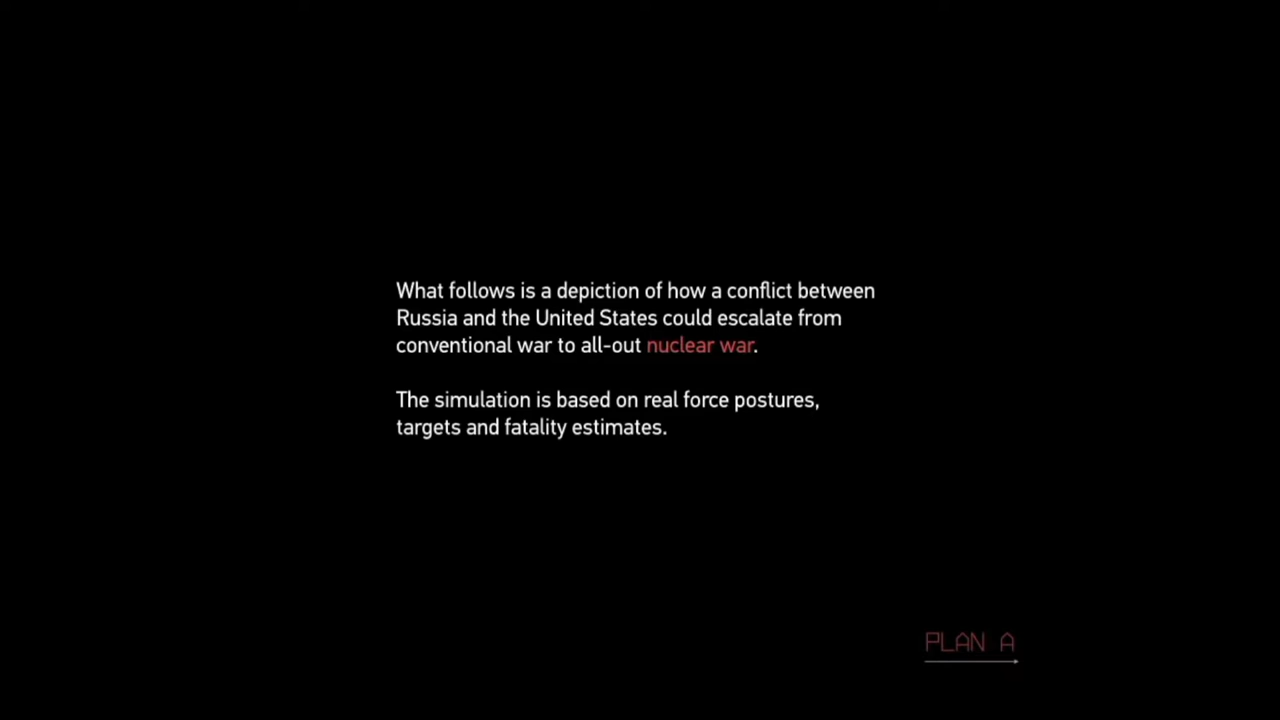 What follows is a depiction of how a conflict between
Russia and the United States could escalate from
conventional war to all-out nuclear war.
The simulation is based on real force postures,
targets and fatality estimates.
PLAN A